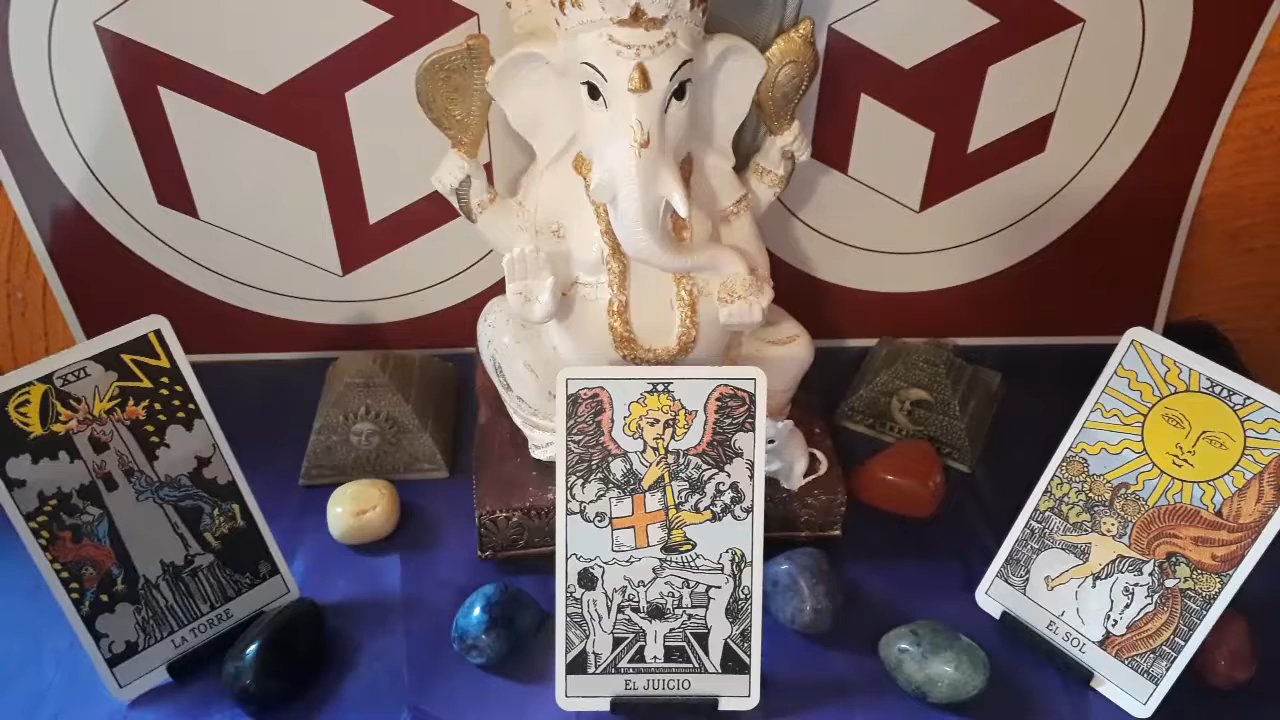 XVI
LA TORRE
XX
EL JUICIO
XIX
EL SOL